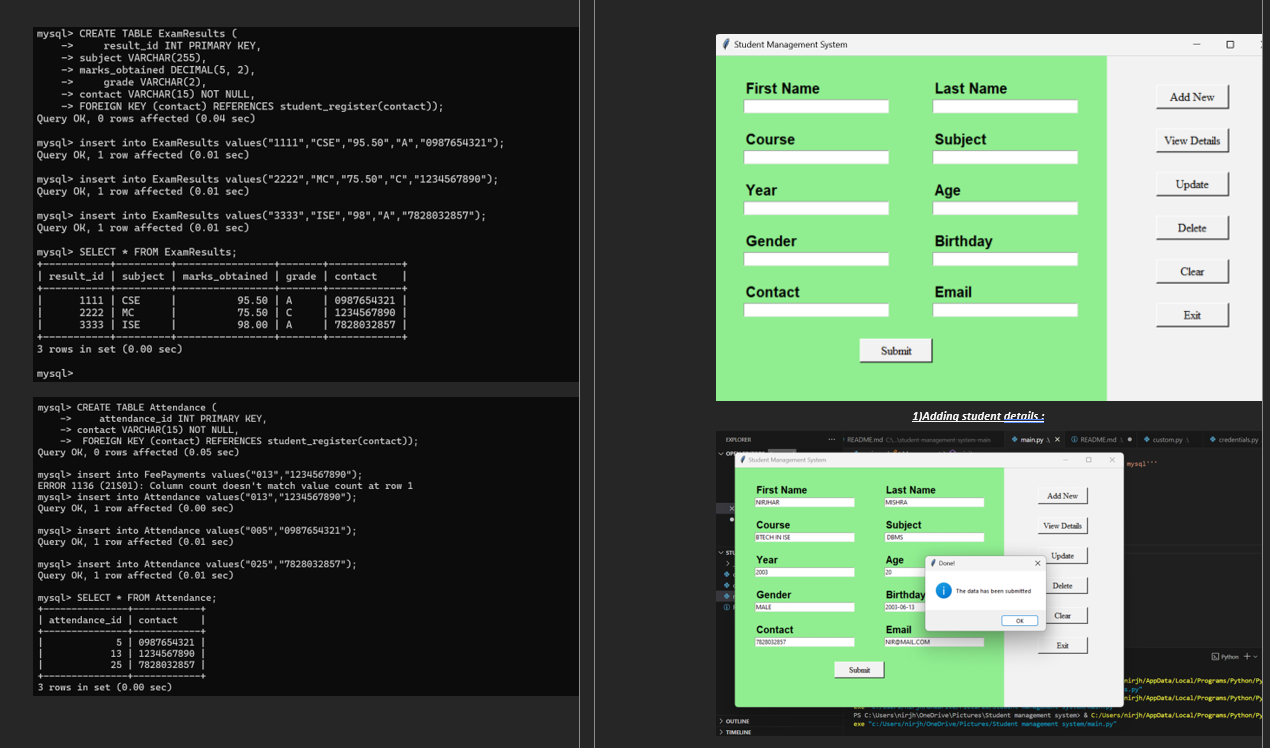 mysql> CREATE TABLE ExamResults (
-> result_id INT PRIMARY KEY,
-> subject VARCHAR(255),
-> marks_obtained DECIMAL(5, 2),
-> grade VARCHAR(2),
-> contact VARCHAR(15) NOT NULL,
-> FOREIGN KEY (contact) REFERENCES student_register(contact));
Query OK, 0 rows affected (0.04 sec)
mysql> insert into ExamResults values("1111","CSE","95.50","A","0987654321");
Query OK, 1 row affected (0.01 sec)
mysql> insert into ExamResults values("2222","MC","75.50","C","1234567890");
Query OK, 1 row affected (0.01 sec)
mysql> insert into ExamResults values("3333","ISE","98","A","7828032857");
Query OK, 1 row affected (0.01 sec)
mysql> SELECT * FROM ExamResults;
+-----------+---------+----------------+-------+------------+
| result_id | subject | marks_obtained | grade | contact |
+-----------+---------+----------------+-------+------------+
| 1111 | CSE | 95.50 | A | 0987654321 |
| 2222 | MC | 75.50 | C | 1234567890 |
| 3333 | ISE | 98.00 | A | 7828032857 |
+-----------+---------+----------------+-------+------------+
3 rows in set (0.00 sec)
mysql>
mysql> CREATE TABLE Attendance (
-> attendance_id INT PRIMARY KEY,
-> contact VARCHAR(15) NOT NULL,
-> FOREIGN KEY (contact) REFERENCES student_register(contact));
Query OK, 0 rows affected (0.05 sec)
mysql> insert into FeePayments values("013","1234567890");
ERROR 1136 (21S01): Column count doesn't match value count at row 1
mysql> insert into Attendance values("013","1234567890");
Query OK, 1 row affected (0.00 sec)
mysql> insert into Attendance values("005","0987654321");
Query OK, 1 row affected (0.01 sec)
mysql> insert into Attendance values("025","7828032857");
Query OK, 1 row affected (0.01 sec)
mysql> SELECT * FROM Attendance;
+---------------+------------+
| attendance_id | contact |
+---------------+------------+
| 5 | 0987654321 |
| 13 | 1234567890 |
| 25 | 7828032857 |
+---------------+------------+
3 rows in set (0.00 sec)
Student Management System
First Name Last Name
Add New
Course Subject
View Details
Year Age
Update
Gender Birthday
Delete
Clear
Contact Email
Exit
Submit
1)Adding student details :
EXPLORER ... README.md C:\...\student-management-system-main main.py README.md custom.py credentials.py
Student Management System
mysql'''
First Name Last Name
NIRJHAR MISHRA
Add New
Course Subject
BTECH IN ISE DBMS
View Details
Year Age
2003 20
Update
Done!
The data has been submitted
OK
Gender Birthday
MALE 2003-06-13
Delete
Clear
Contact Email
7828032857 NIR@MAIL.COM
Exit
Submit
Python
nirjh/AppData/Local/Programs/Python/Py
s.py"
nirjh/AppData/Local/Programs/Python/Py
PS C:\Users\nirjh\OneDrive\Pictures\Student management system> & C:/Users/nirjh/AppData/Local/Programs/Python/Py
exe "c:/Users/nirjh/OneDrive/Pictures/Student management system/main.py"
OUTLINE
TIMELINE